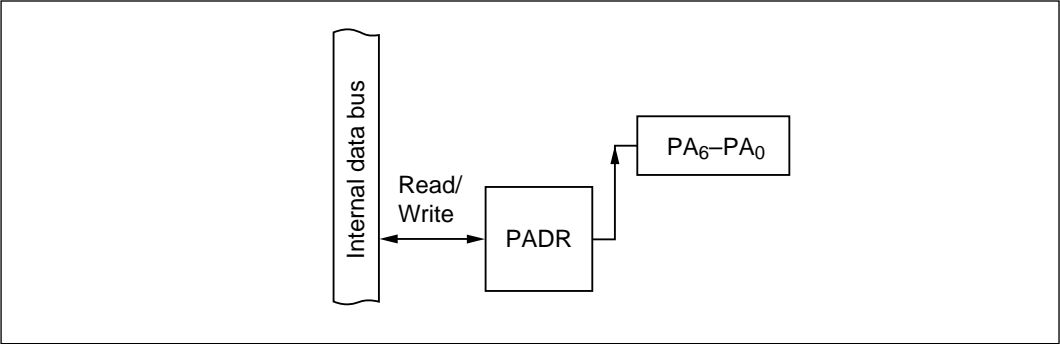 Internal data bus
Read/
Write
PADR
PA₆–PA₀